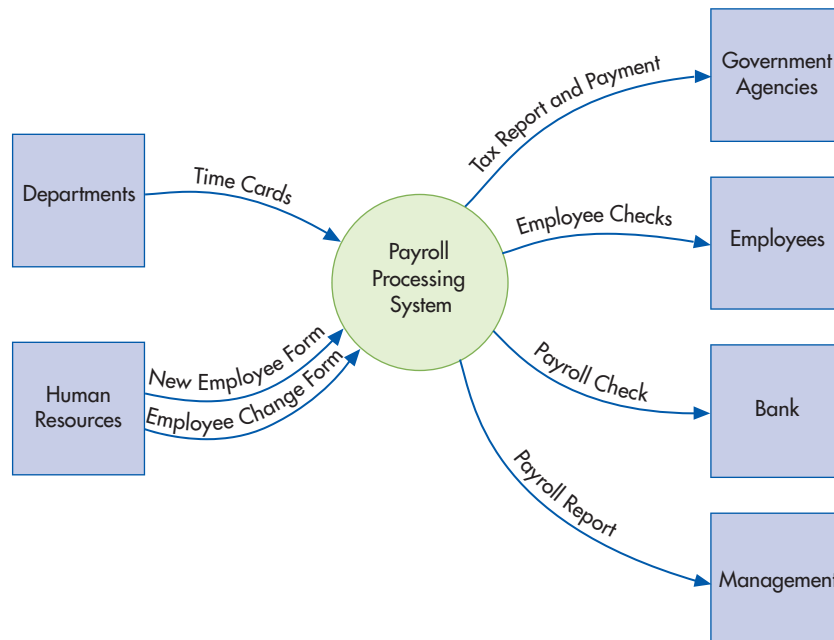 Government
Agencies
Tax Report and Payment
Departments
Time Cards
Employee Checks
Employees
Payroll
Processing
System
Human
Resources
New Employee Form
Employee Change Form
Payroll Check
Bank
Payroll Report
Management